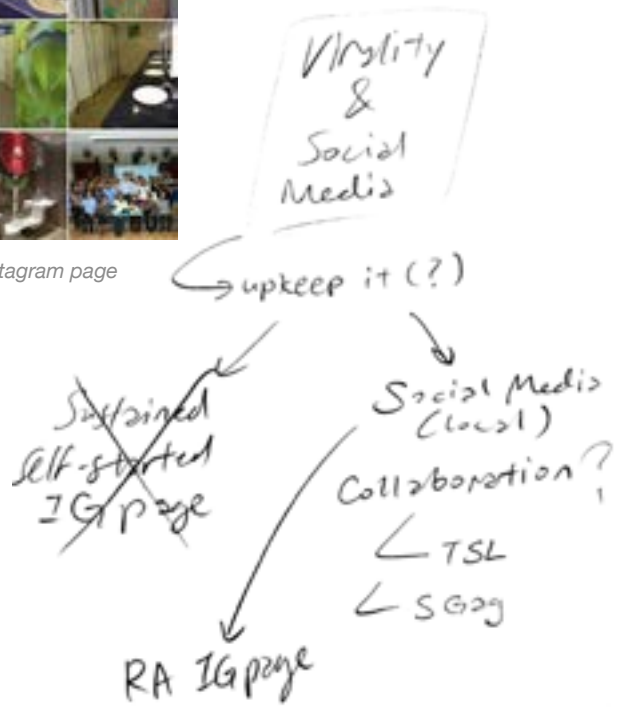 Virality
&
Social
Media
tagram page
upkeep it (?)
Sustained
Self-started
IG page
Social Media
(local)
Collaboration?
TSL
SGag
RA IG page